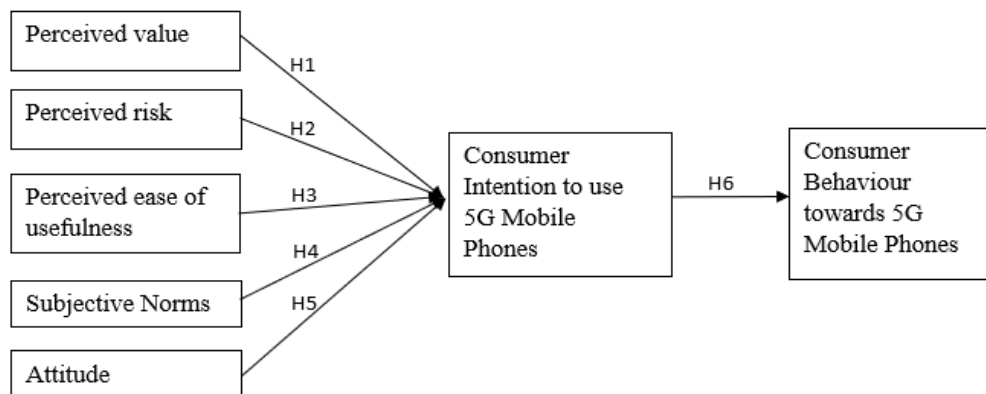 Perceived value
H1
Perceived risk
H2
Perceived ease of
usefulness
H3
Subjective Norms
H4
Attitude
H5
Consumer
Intention to use
5G Mobile
Phones
H6
Consumer
Behaviour
towards 5G
Mobile Phones